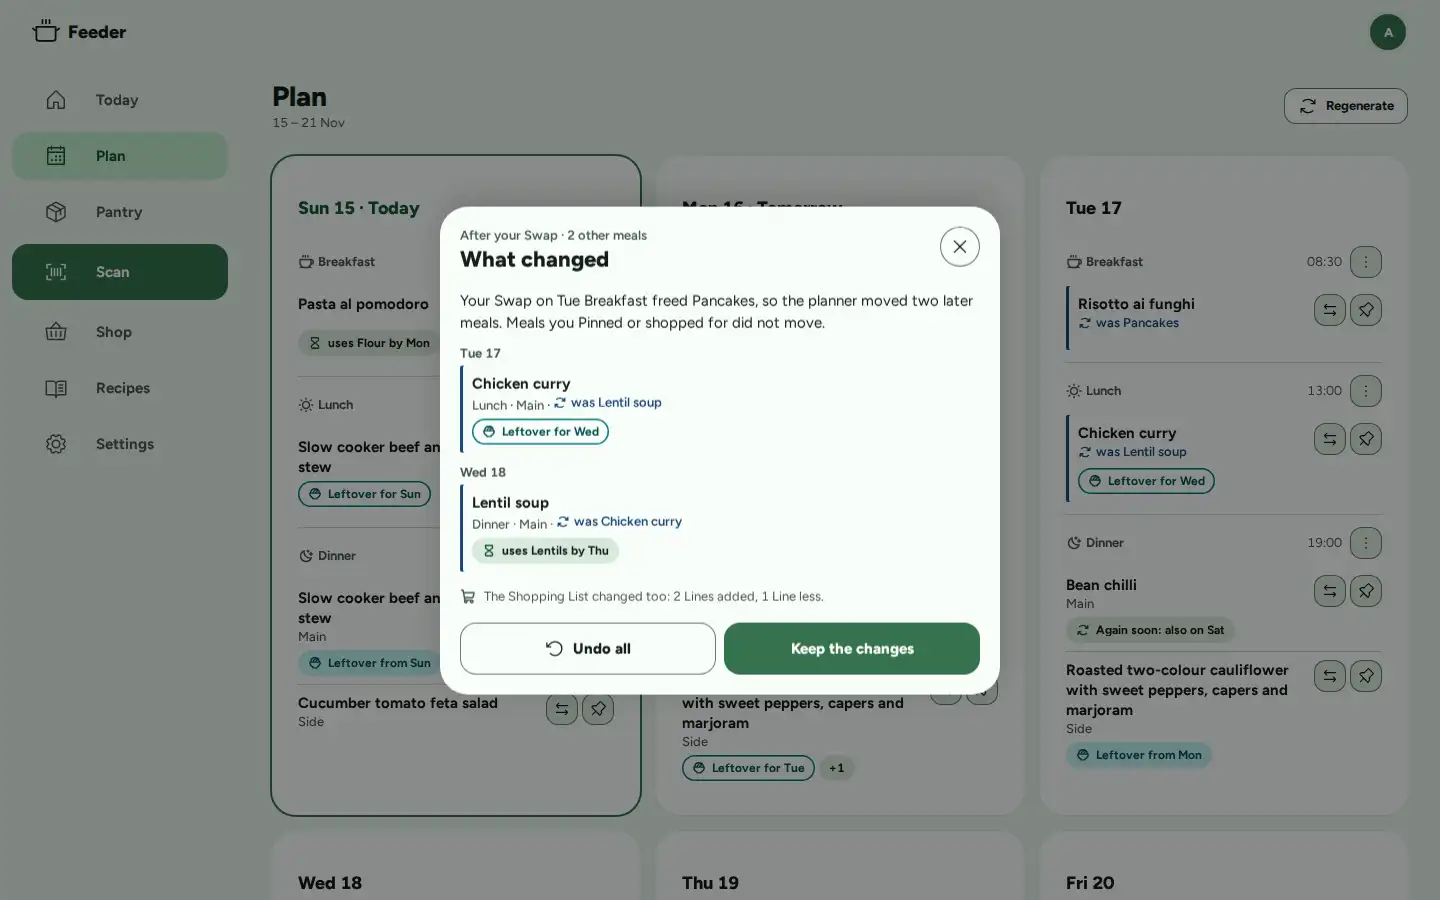 Feeder
A
Today
Plan
Pantry
Scan
Shop
Recipes
Settings
Plan
15 – 21 Nov
Regenerate
Sun 15 · Today
Breakfast
Pasta al pomodoro
uses Flour by Mon
Lunch
Slow cooker beef an
stew
Leftover for Sun
Dinner
Slow cooker beef an
stew
Main
Leftover from Sun
Cucumber tomato feta salad
Side
Mon 16 · Tomorrow
with sweet peppers, capers and
marjoram
Side
Leftover for Tue
+1
Tue 17
Breakfast
08:30
Risotto ai funghi
was Pancakes
Lunch
13:00
Chicken curry
was Lentil soup
Leftover for Wed
Dinner
19:00
Bean chilli
Main
Again soon: also on Sat
Roasted two-colour cauliflower
with sweet peppers, capers and
marjoram
Side
Leftover from Mon
Wed 18
Thu 19
Fri 20
After your Swap · 2 other meals
What changed
Your Swap on Tue Breakfast freed Pancakes, so the planner moved two later
meals. Meals you Pinned or shopped for did not move.
Tue 17
Chicken curry
Lunch · Main · was Lentil soup
Leftover for Wed
Wed 18
Lentil soup
Dinner · Main · was Chicken curry
uses Lentils by Thu
The Shopping List changed too: 2 Lines added, 1 Line less.
Undo all
Keep the changes